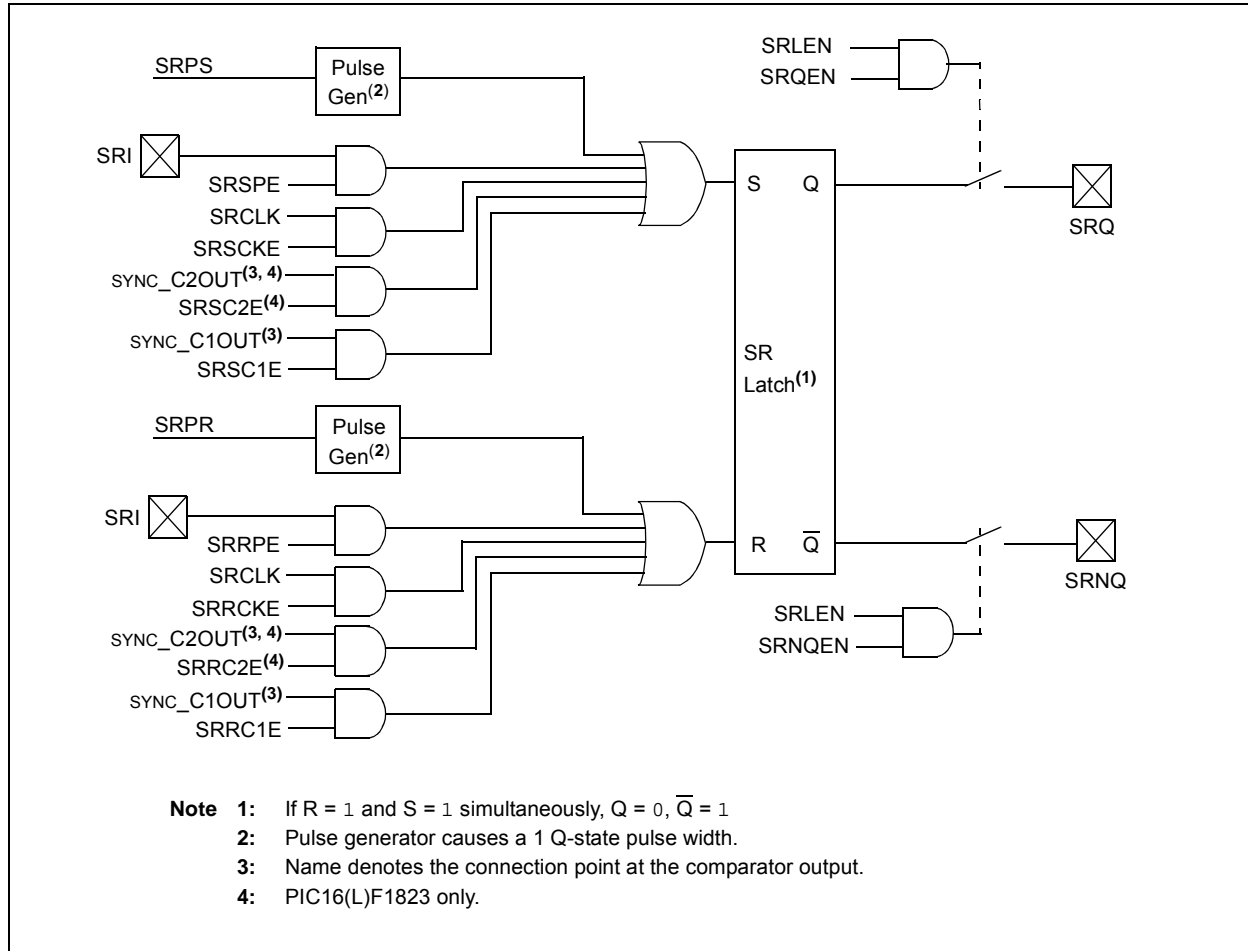 SRPS
Pulse
Gen(2)
SRI
SRSPE
SRCLK
SRSCKE
SYNC_C2OUT(3, 4)
SRSC2E(4)
SYNC_C1OUT(3)
SRSC1E
SRPR
Pulse
Gen(2)
SRI
SRRPE
SRCLK
SRRCKE
SYNC_C2OUT(3, 4)
SRRC2E(4)
SYNC_C1OUT(3)
SRRC1E
S Q
SR
Latch(1)
R Q̅
SRLEN
SRQEN
SRQ
SRNQ
SRLEN
SRNQEN
Note 1: If R = 1 and S = 1 simultaneously, Q = 0, Q̅ = 1
2: Pulse generator causes a 1 Q-state pulse width.
3: Name denotes the connection point at the comparator output.
4: PIC16(L)F1823 only.